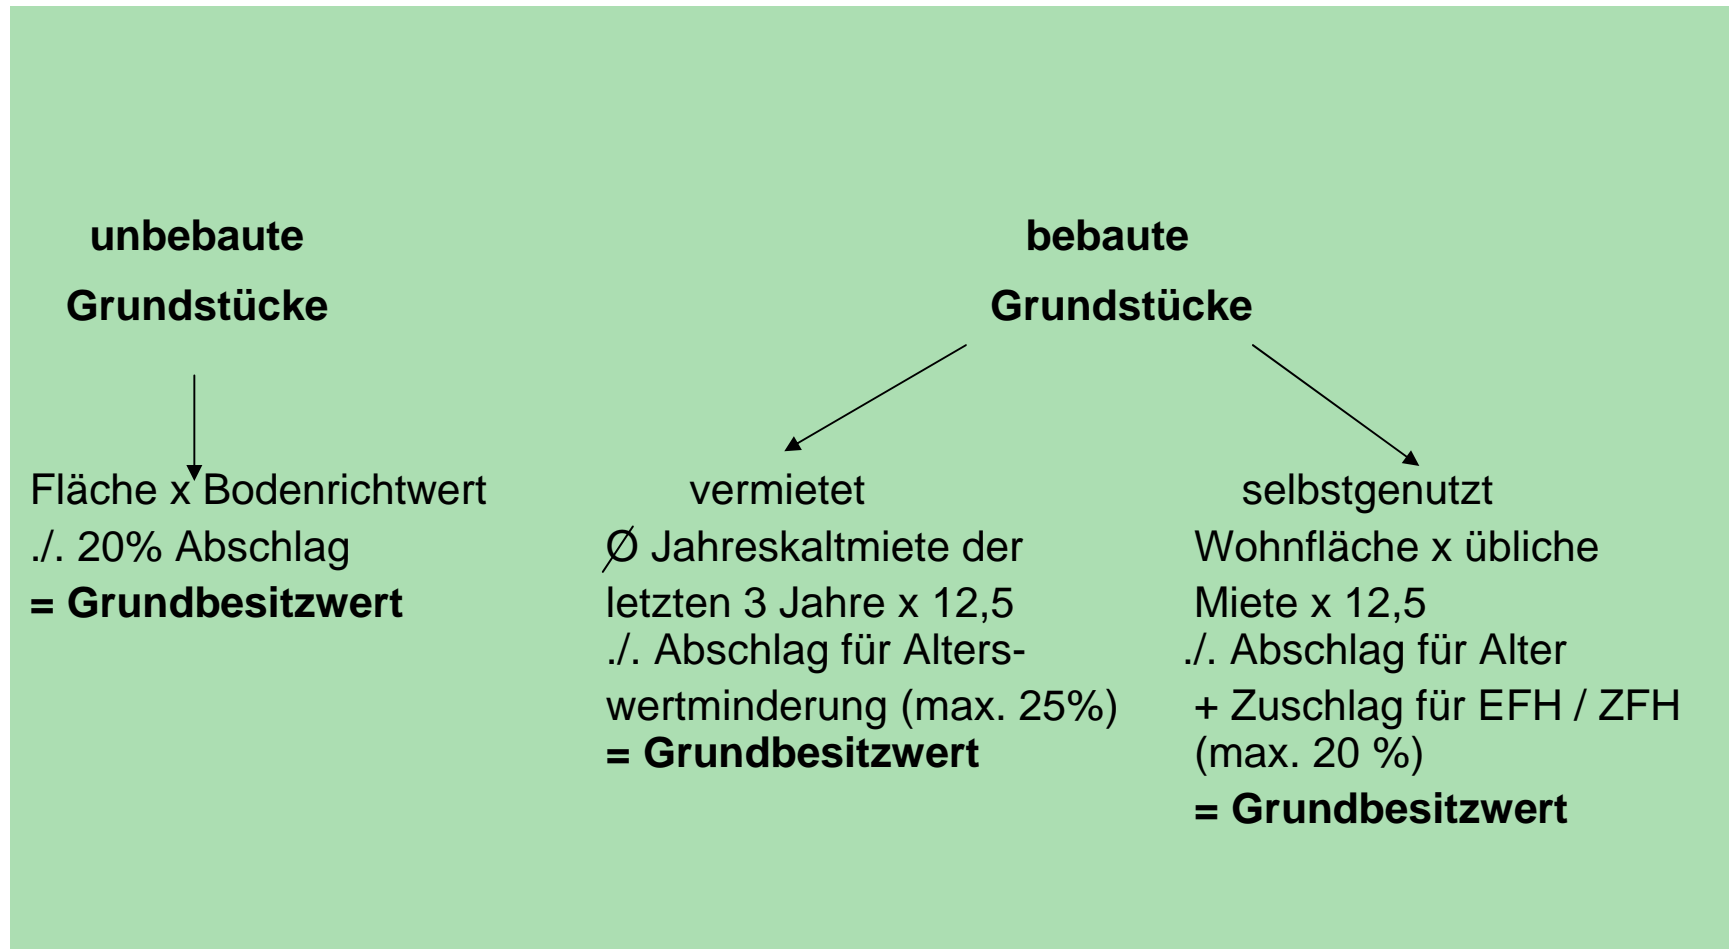 unbebaute
Grundstücke
Fläche x Bodenrichtwert
./. 20% Abschlag
= Grundbesitzwert
bebaute
Grundstücke
vermietet
Ø Jahreskaltmiete der
letzten 3 Jahre x 12,5
./. Abschlag für Alters-
wertminderung (max. 25%)
= Grundbesitzwert
selbstgenutzt
Wohnfläche x übliche
Miete x 12,5
./. Abschlag für Alter
+ Zuschlag für EFH / ZFH
(max. 20 %)
= Grundbesitzwert